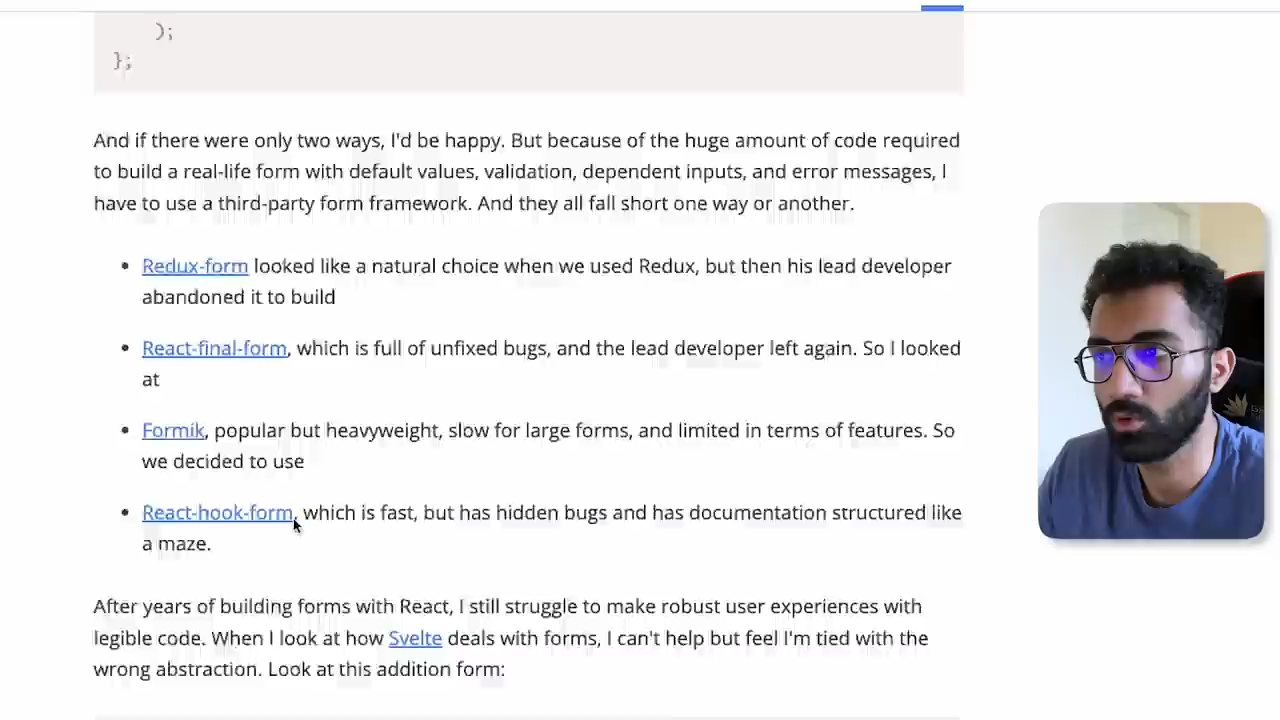 );
};
And if there were only two ways, I'd be happy. But because of the huge amount of code required
to build a real-life form with default values, validation, dependent inputs, and error messages, I
have to use a third-party form framework. And they all fall short one way or another.
• Redux-form looked like a natural choice when we used Redux, but then his lead developer
abandoned it to build
• React-final-form, which is full of unfixed bugs, and the lead developer left again. So I looked
at
• Formik, popular but heavyweight, slow for large forms, and limited in terms of features. So
we decided to use
• React-hook-form, which is fast, but has hidden bugs and has documentation structured like
a maze.
After years of building forms with React, I still struggle to make robust user experiences with
legible code. When I look at how Svelte deals with forms, I can't help but feel I'm tied with the
wrong abstraction. Look at this addition form: